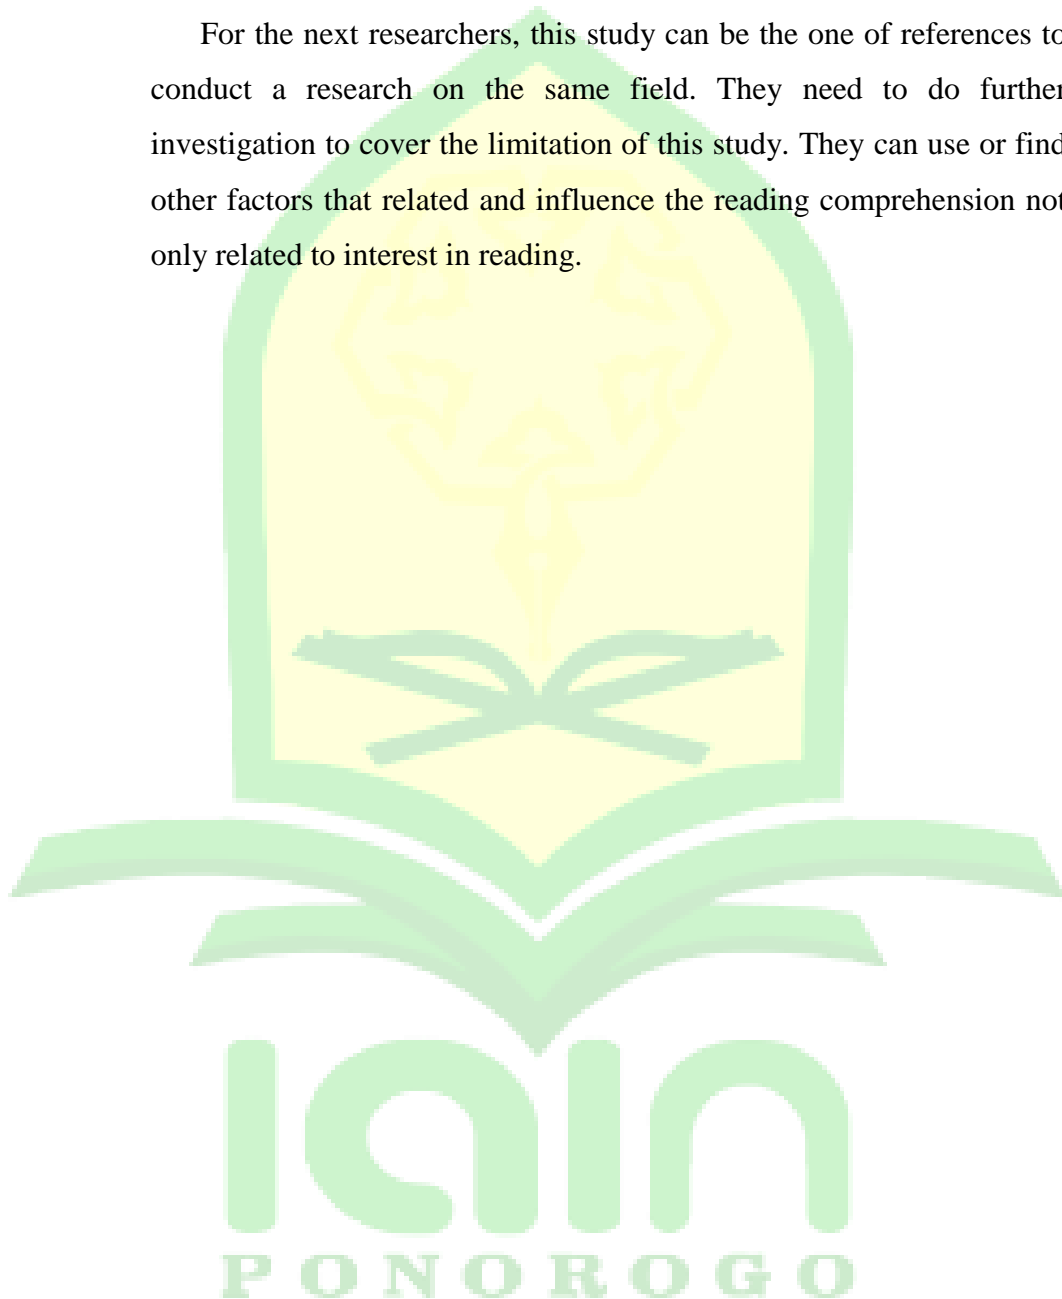 For the next researchers, this study can be the one of references to
conduct a research on the same field. They need to do further
investigation to cover the limitation of this study. They can use or find
other factors that related and influence the reading comprehension not
only related to interest in reading.
IAIN
PONOROGO